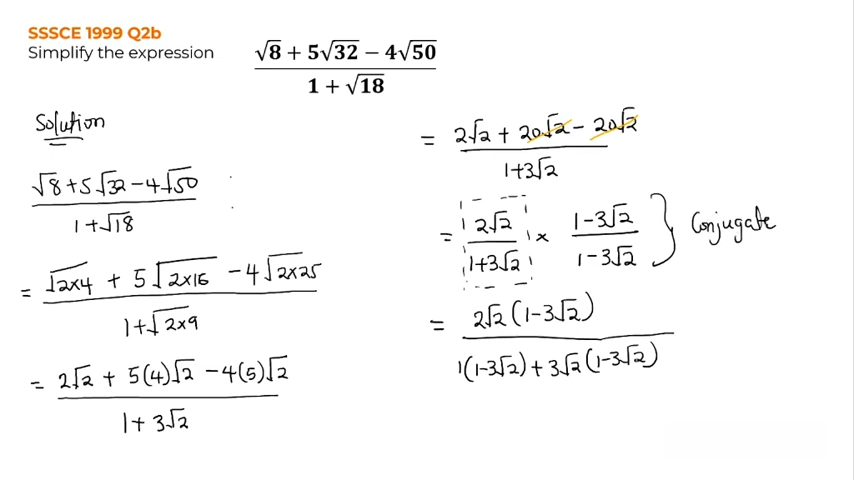 SSSCE 1999 Q2b
Simplify the expression (√8 + 5√32 − 4√50) / (1 + √18)
Solution
(√8 + 5√32 − 4√50) / (1 + √18)
= (√(2×4) + 5√(2×16) − 4√(2×25)) / (1 + √(2×9))
= (2√2 + 5(4)√2 − 4(5)√2) / (1 + 3√2)
= (2√2 + 20√2 − 20√2) / (1+3√2)
= (2√2) / (1+3√2) × (1−3√2) / (1−3√2) } Conjugate
= (2√2 (1−3√2)) / (1(1−3√2) + 3√2 (1−3√2))